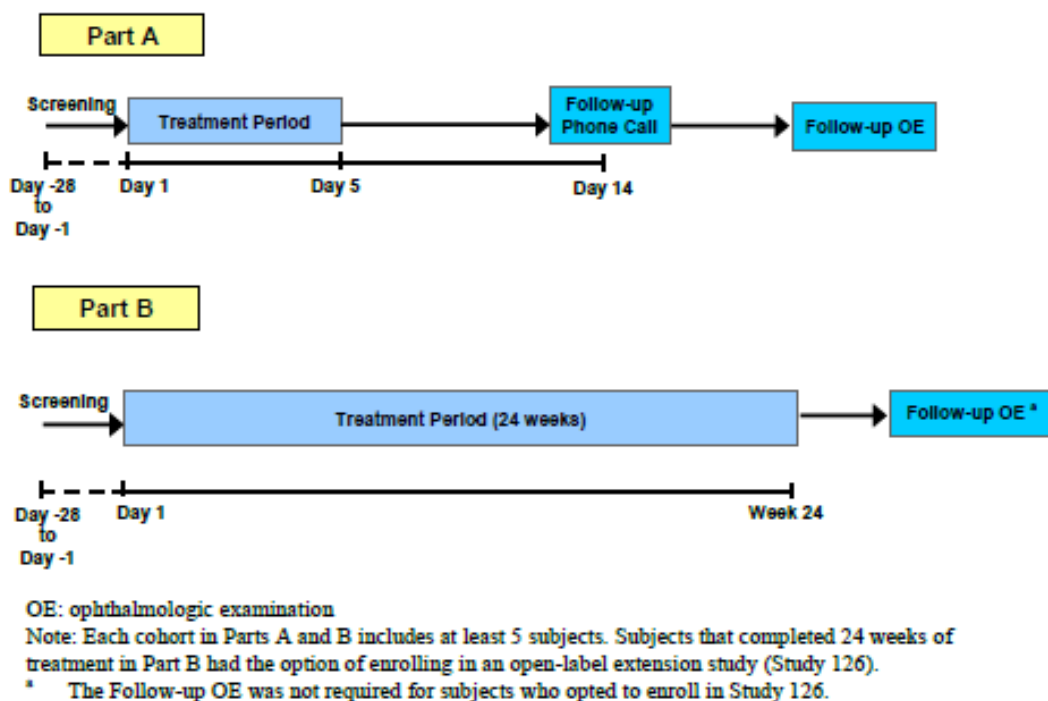 Part A
Screening
Treatment Period
Follow-up
Phone Call
Follow-up OE
Day -28
to
Day -1
Day 1
Day 5
Day 14
Part B
Screening
Treatment Period (24 weeks)
Follow-up OE a
Day -28
to
Day -1
Day 1
Week 24
OE: ophthalmologic examination
Note: Each cohort in Parts A and B includes at least 5 subjects. Subjects that completed 24 weeks of
treatment in Part B had the option of enrolling in an open-label extension study (Study 126).
a The Follow-up OE was not required for subjects who opted to enroll in Study 126.